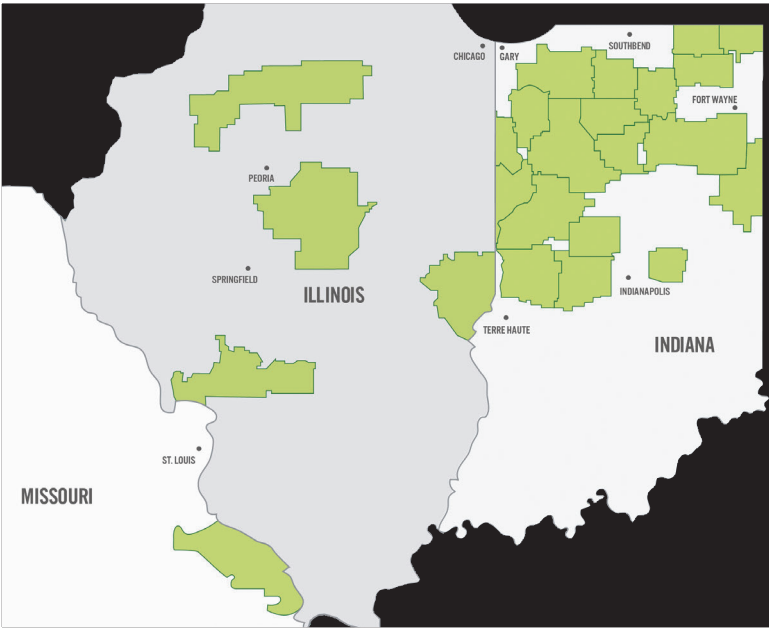 SOUTHBEND
CHICAGO
GARY
FORT WAYNE
PEORIA
SPRINGFIELD
ILLINOIS
INDIANAPOLIS
TERRE HAUTE
INDIANA
ST. LOUIS
MISSOURI